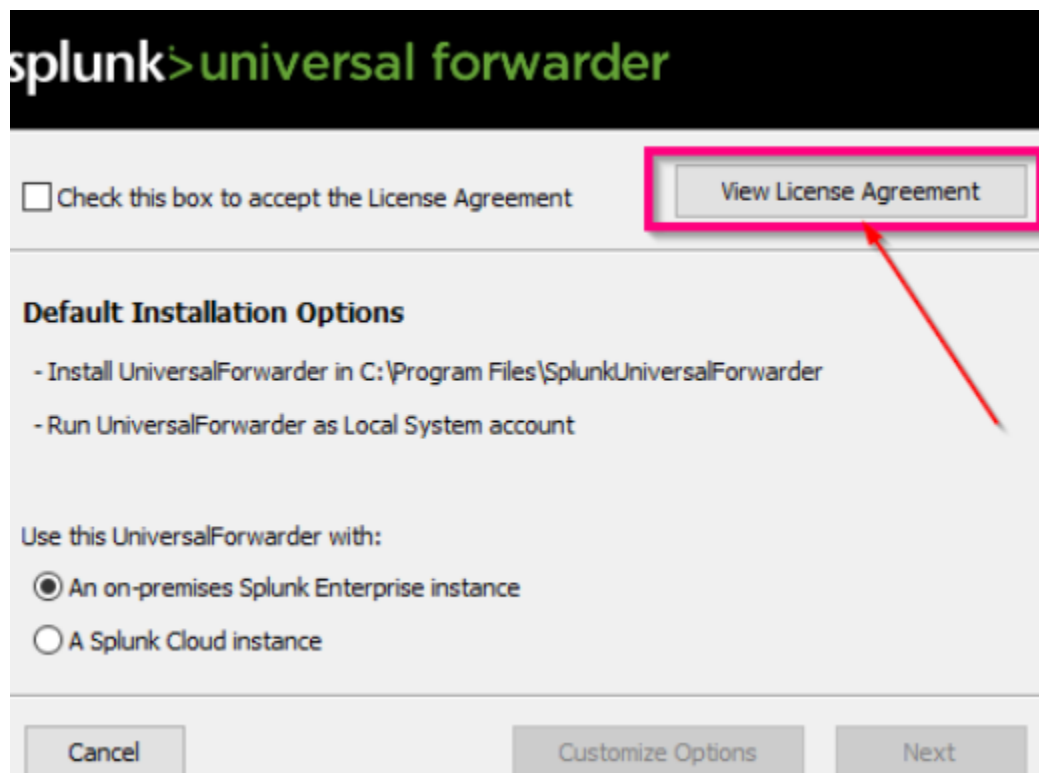 splunk>universal forwarder
Check this box to accept the License Agreement
View License Agreement
Default Installation Options
- Install UniversalForwarder in C:\Program Files\SplunkUniversalForwarder
- Run UniversalForwarder as Local System account
Use this UniversalForwarder with:
An on-premises Splunk Enterprise instance
A Splunk Cloud instance
Cancel
Customize Options
Next